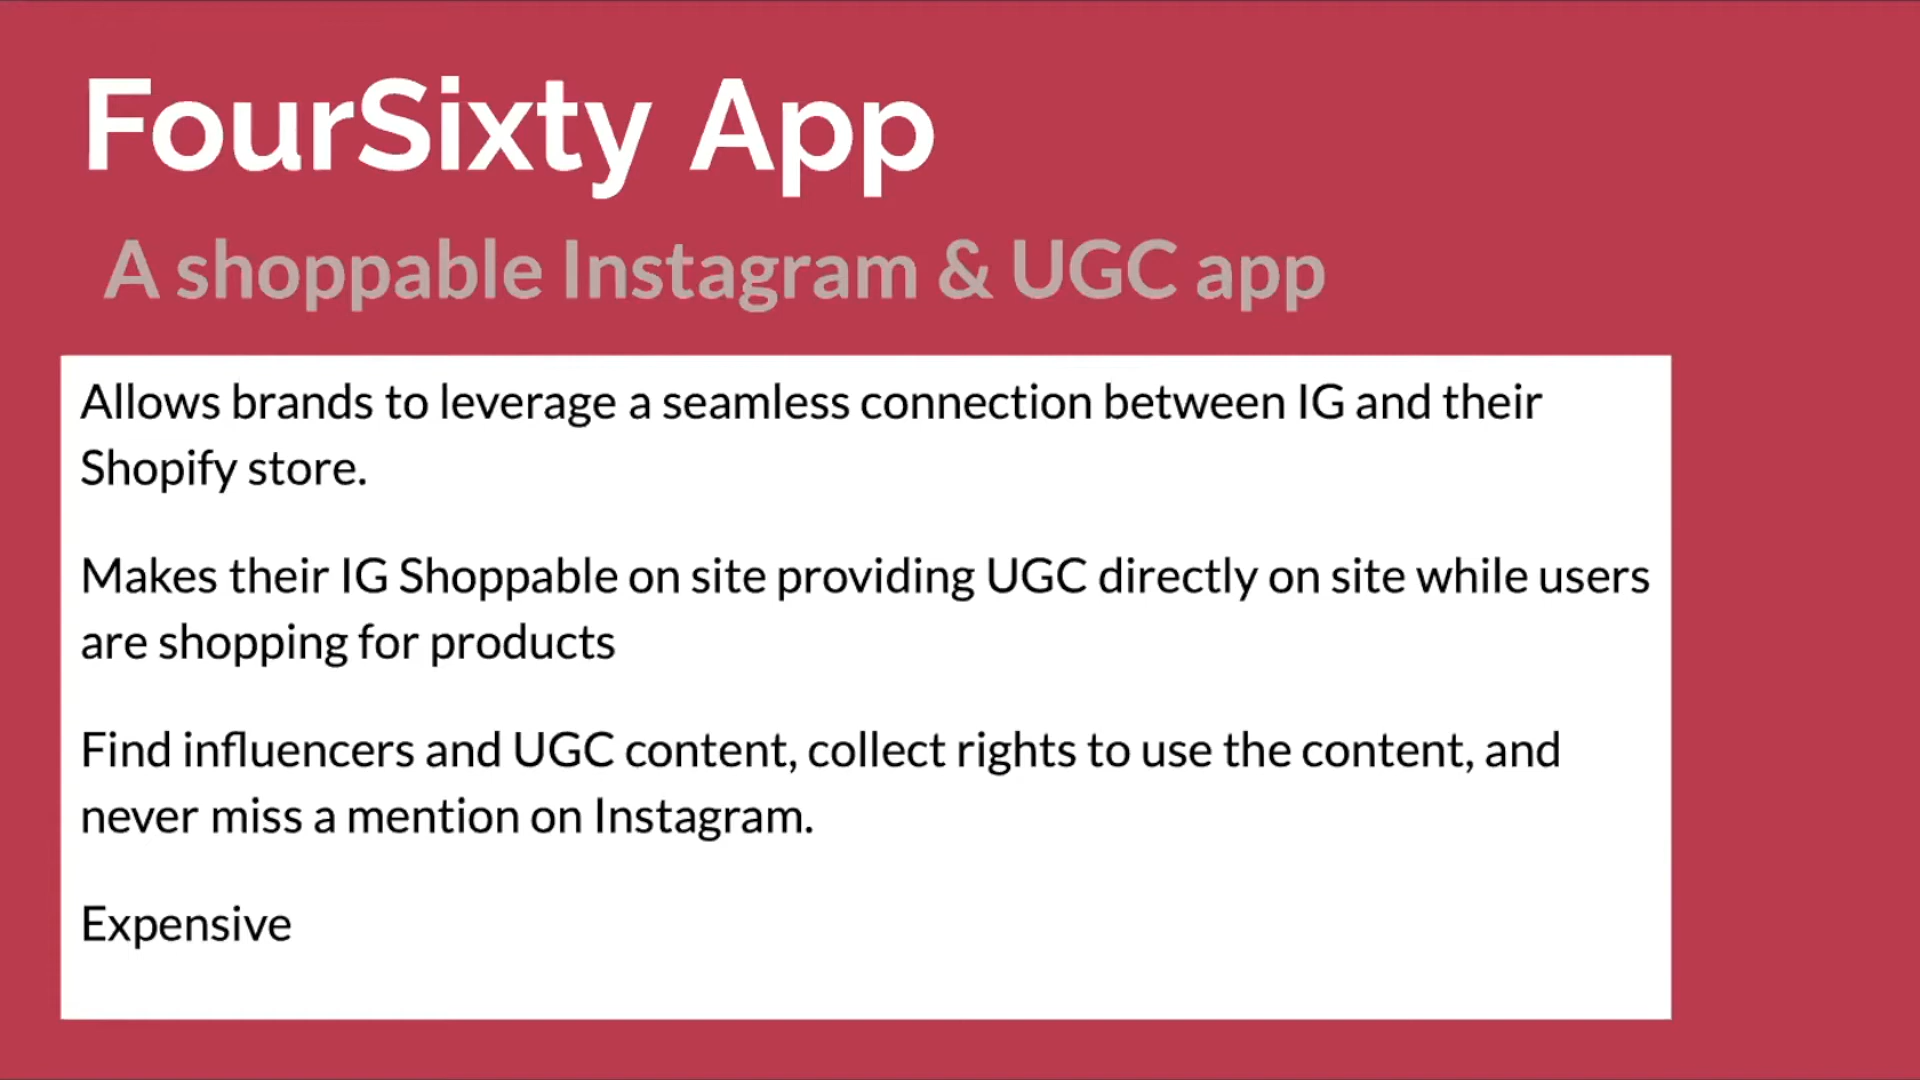 FourSixty App
A shoppable Instagram & UGC app
Allows brands to leverage a seamless connection between IG and their
Shopify store.
Makes their IG Shoppable on site providing UGC directly on site while users
are shopping for products
Find influencers and UGC content, collect rights to use the content, and
never miss a mention on Instagram.
Expensive